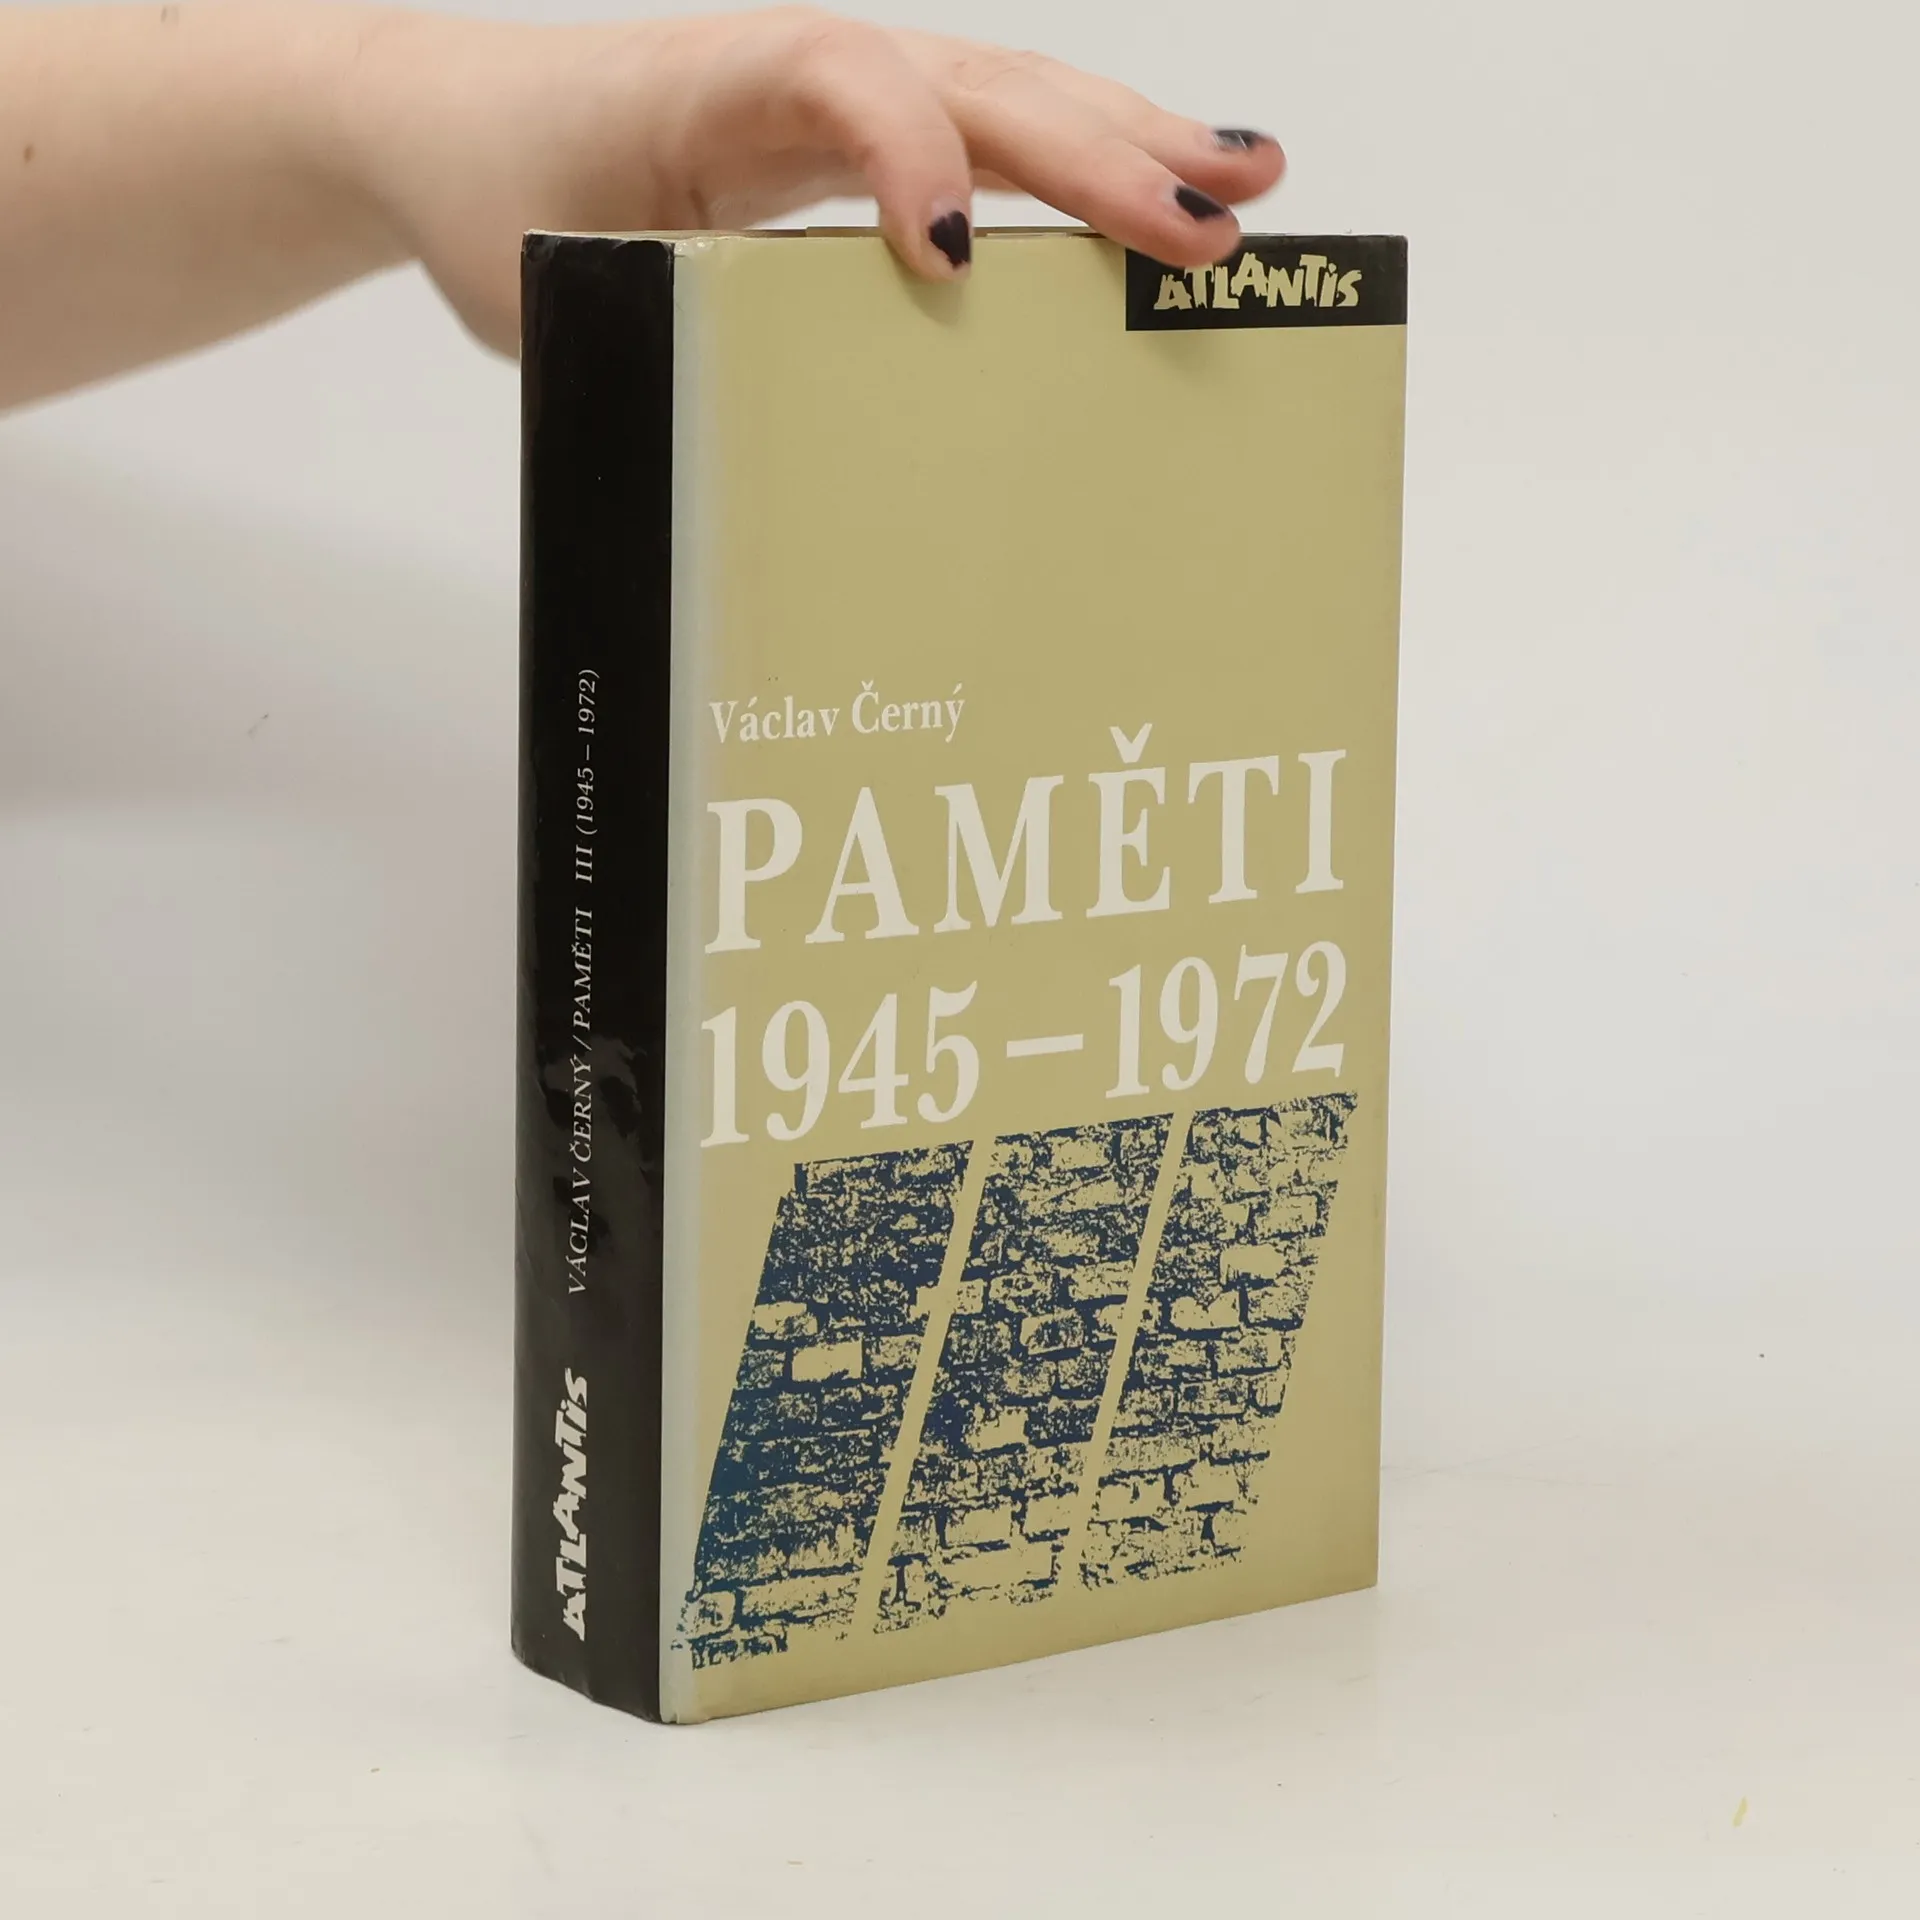 ATLANTIS
Václav Černý
PAMĚTI
1945–1972
VÁCLAV ČERNÝ / PAMĚTI III (1945–1972)
ATLANTIS